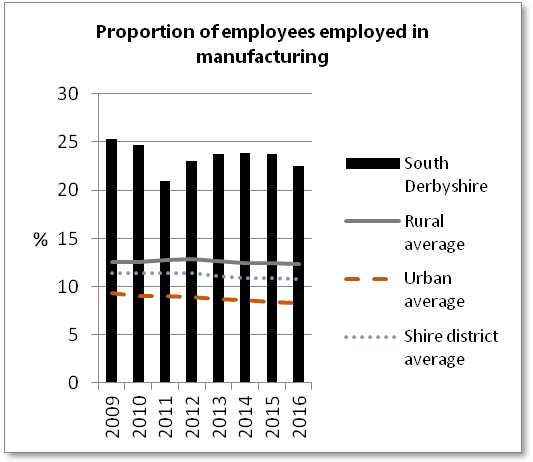 Proportion of employees employed in
manufacturing
30
25
20
15
10
5
0
%
2009
2010
2011
2012
2013
2014
2015
2016
South
Derbyshire
Rural
average
Urban
average
Shire district
average